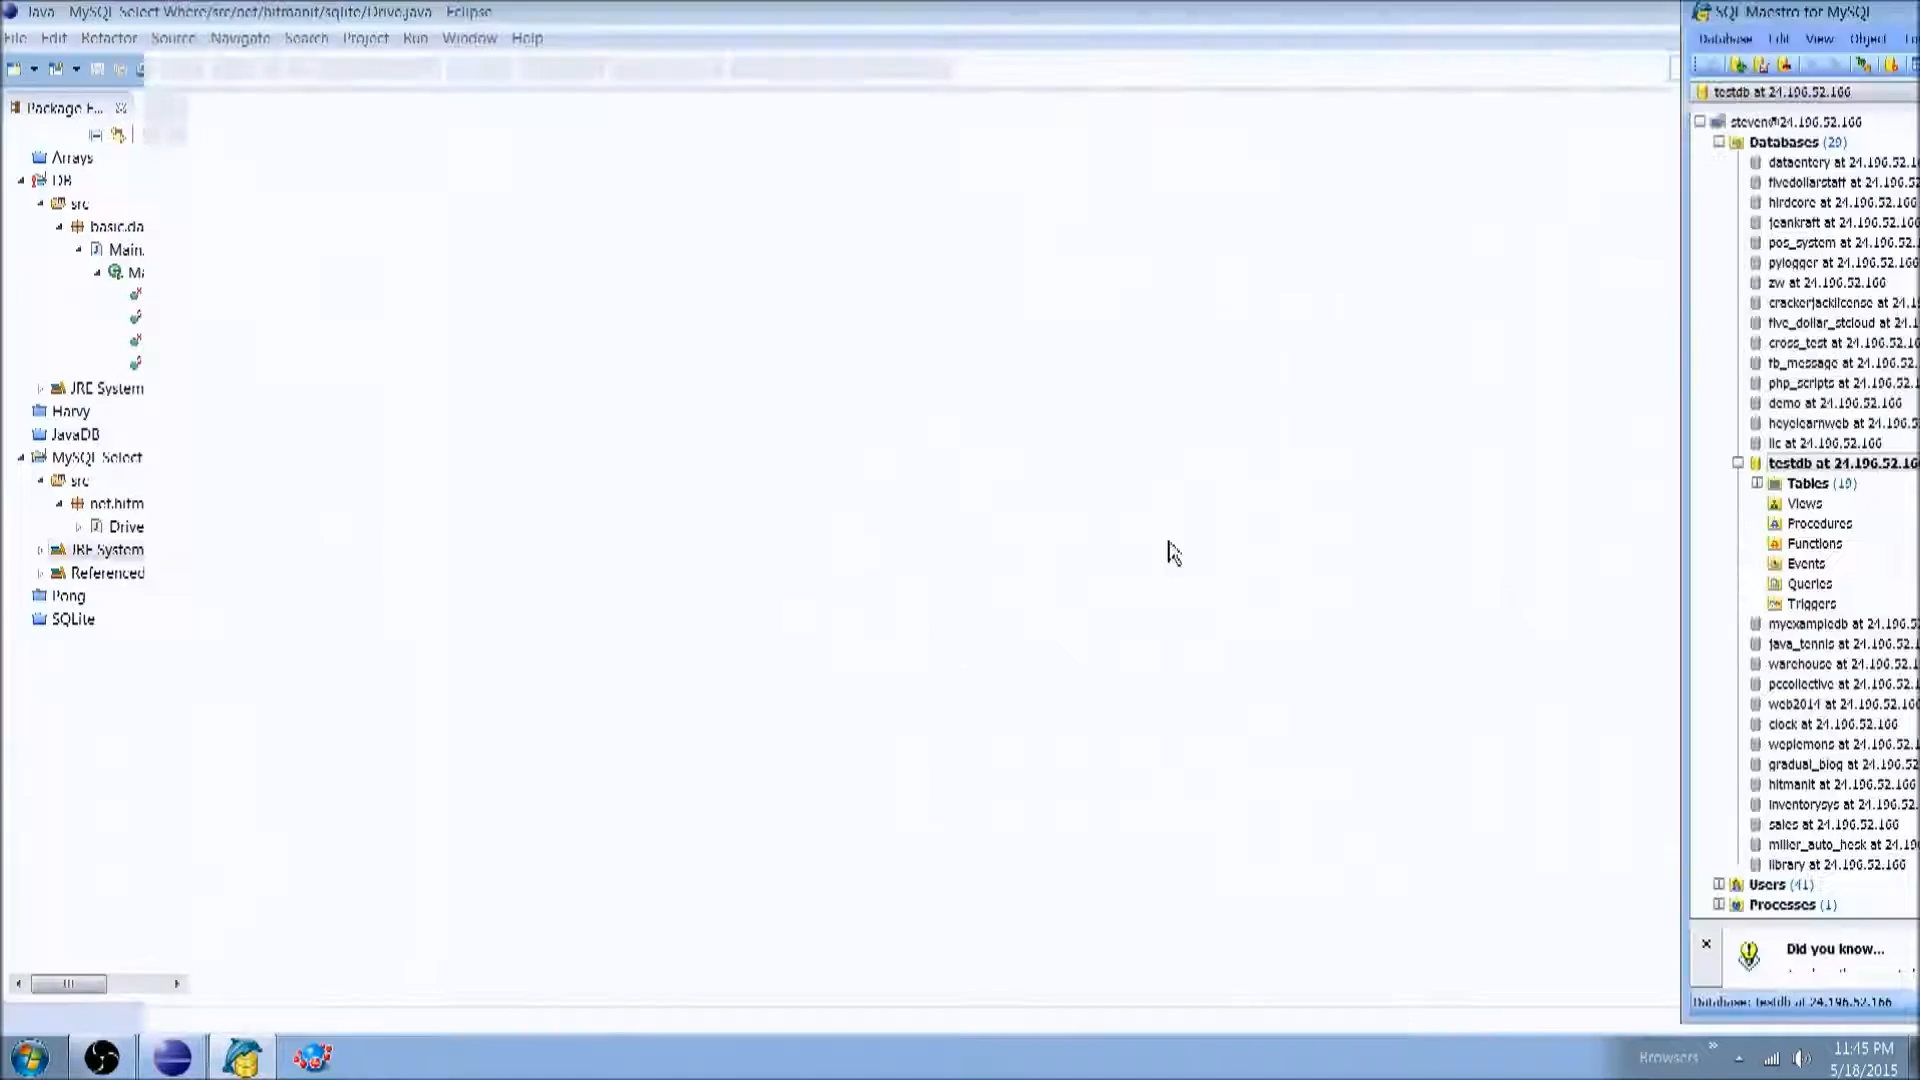 Java - MySQL Select Where/src/net/hitmanit/sqlite/Drive.java - Eclipse
File Edit Refactor Source Navigate Search Project Run Window Help
Package E...
Arrays
DB
src
basic.da
Main.
Ma
JRE System
Harvy
JavaDB
MySQL Select
src
net.hitm
Drive
JRE System
Referenced
Pong
SQLite
SQL Maestro for MySQL
Database Edit View Object
testdb at 24.196.52.166
steven@24.196.52.166
Databases (29)
dataentery at 24.196.52.1
fivedollarstaff at 24.196.52
hirdcore at 24.196.52.166
jeankraft at 24.196.52.166
pos_system at 24.196.52.1
pylogger at 24.196.52.166
zw at 24.196.52.166
crackerjacklicense at 24.1
five_dollar_stcloud at 24.1
cross_test at 24.196.52.16
fb_message at 24.196.52.
php_scripts at 24.196.52.1
demo at 24.196.52.166
heyelearnweb at 24.196.5
llc at 24.196.52.166
testdb at 24.196.52.16
Tables (19)
Views
Procedures
Functions
Events
Queries
Triggers
myexampledb at 24.196.5
java_tennis at 24.196.52.1
warehouse at 24.196.52.1
pccollective at 24.196.52.1
web2014 at 24.196.52.166
clock at 24.196.52.166
weplemons at 24.196.52.1
gradual_blog at 24.196.52
hitmanit at 24.196.52.166
inventorysys at 24.196.52.
sales at 24.196.52.166
miller_auto_hesk at 24.19
library at 24.196.52.166
Users (41)
Processes (1)
Did you know...
Database: testdb at 24.196.52.166
Browsers
11:45 PM
5/18/2015